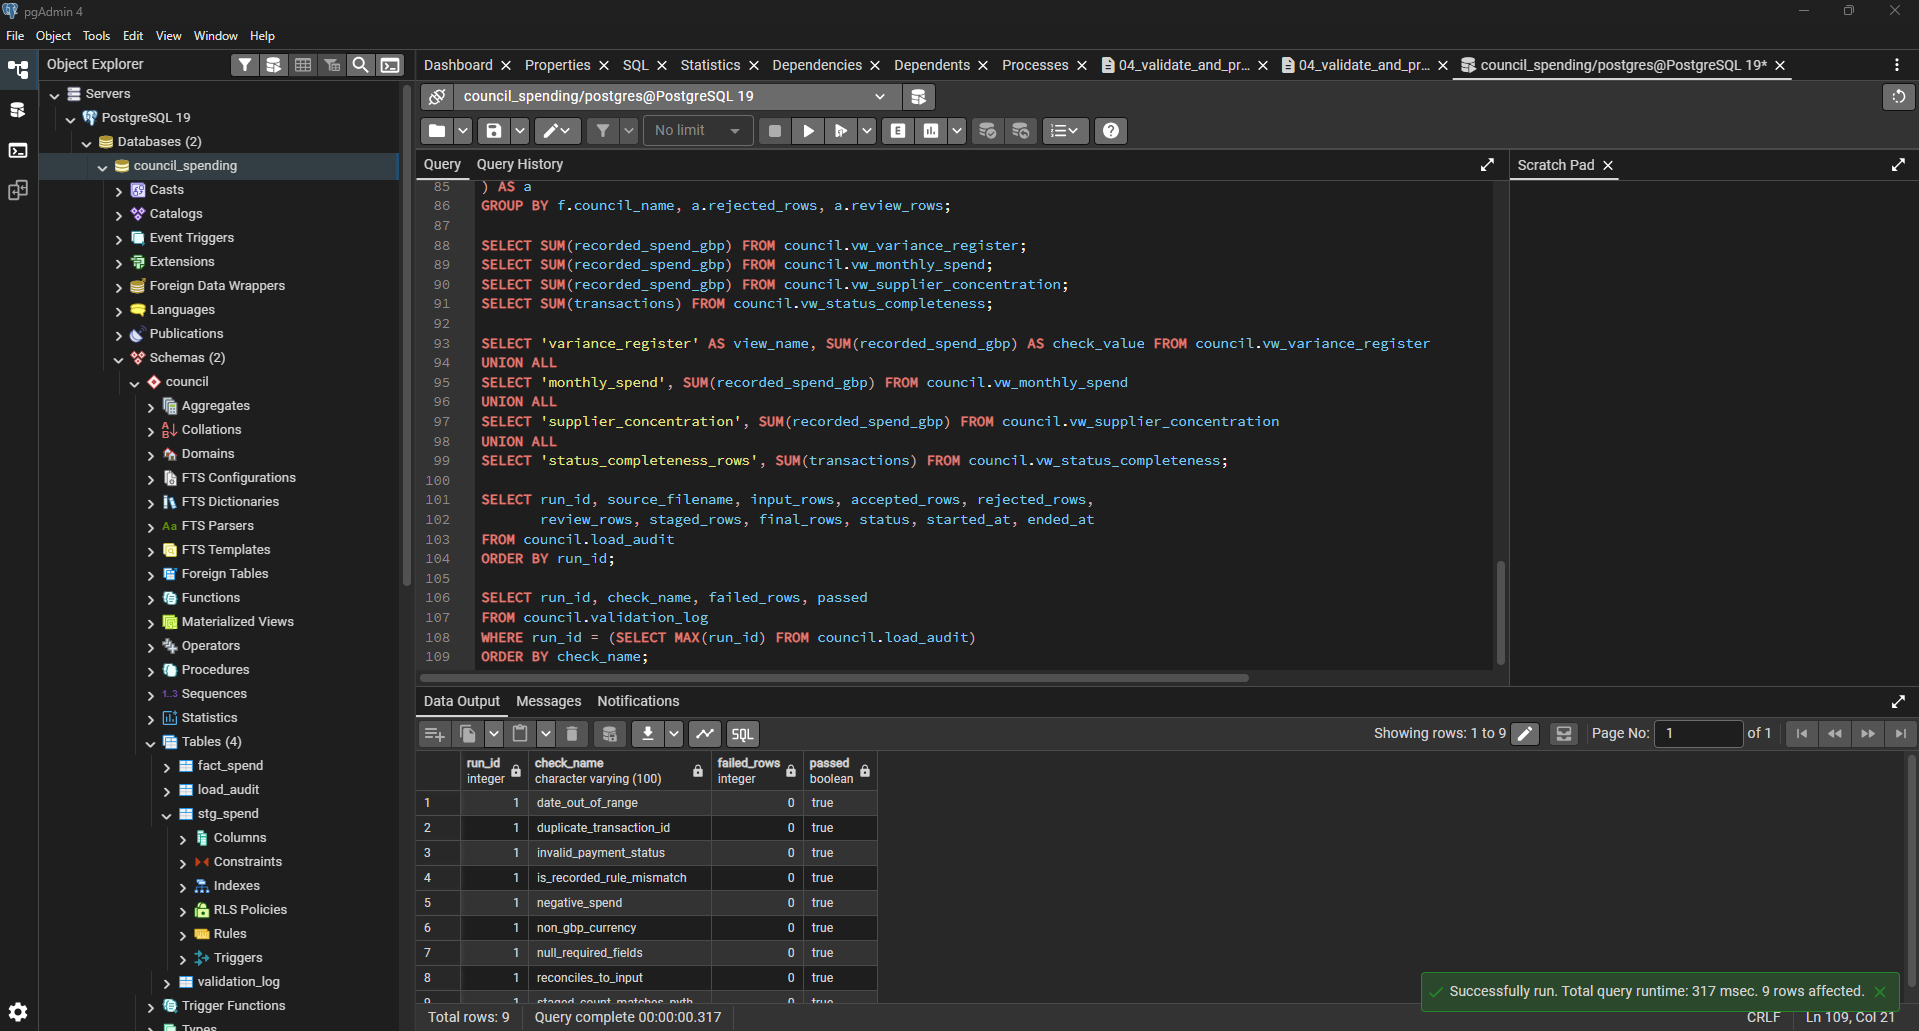 pgAdmin 4
File Object Tools Edit View Window Help
Object Explorer
Dashboard Properties SQL Statistics Dependencies Dependents Processes 04_validate_and_pr... 04_validate_and_pr... council_spending/postgres@PostgreSQL 19*
council_spending/postgres@PostgreSQL 19
No limit
E
SQL
Query Query History
Scratch Pad
Servers
PostgreSQL 19
Databases (2)
council_spending
Casts
Catalogs
Event Triggers
Extensions
Foreign Data Wrappers
Languages
Publications
Schemas (2)
council
Aggregates
Collations
Domains
FTS Configurations
FTS Dictionaries
FTS Parsers
FTS Templates
Foreign Tables
Functions
Materialized Views
Operators
Procedures
1..3 Sequences
Statistics
Tables (4)
fact_spend
load_audit
stg_spend
Columns
Constraints
Indexes
RLS Policies
Rules
Triggers
validation_log
Trigger Functions
Types
85 ) AS a
86 GROUP BY f.council_name, a.rejected_rows, a.review_rows;
87
88 SELECT SUM(recorded_spend_gbp) FROM council.vw_variance_register;
89 SELECT SUM(recorded_spend_gbp) FROM council.vw_monthly_spend;
90 SELECT SUM(recorded_spend_gbp) FROM council.vw_supplier_concentration;
91 SELECT SUM(transactions) FROM council.vw_status_completeness;
92
93 SELECT 'variance_register' AS view_name, SUM(recorded_spend_gbp) AS check_value FROM council.vw_variance_register
94 UNION ALL
95 SELECT 'monthly_spend', SUM(recorded_spend_gbp) FROM council.vw_monthly_spend
96 UNION ALL
97 SELECT 'supplier_concentration', SUM(recorded_spend_gbp) FROM council.vw_supplier_concentration
98 UNION ALL
99 SELECT 'status_completeness_rows', SUM(transactions) FROM council.vw_status_completeness;
100
101 SELECT run_id, source_filename, input_rows, accepted_rows, rejected_rows,
102 review_rows, staged_rows, final_rows, status, started_at, ended_at
103 FROM council.load_audit
104 ORDER BY run_id;
105
106 SELECT run_id, check_name, failed_rows, passed
107 FROM council.validation_log
108 WHERE run_id = (SELECT MAX(run_id) FROM council.load_audit)
109 ORDER BY check_name;
Data Output Messages Notifications
Showing rows: 1 to 9 Page No: 1 of 1
run_id check_name failed_rows passed
integer character varying (100) integer boolean
1 1 date_out_of_range 0 true
2 1 duplicate_transaction_id 0 true
3 1 invalid_payment_status 0 true
4 1 is_recorded_rule_mismatch 0 true
5 1 negative_spend 0 true
6 1 non_gbp_currency 0 true
7 1 null_required_fields 0 true
8 1 reconciles_to_input 0 true
9 1 staged_count_matches_pyth 0 true
Successfully run. Total query runtime: 317 msec. 9 rows affected.
Total rows: 9 Query complete 00:00:00.317 CRLF Ln 109, Col 21